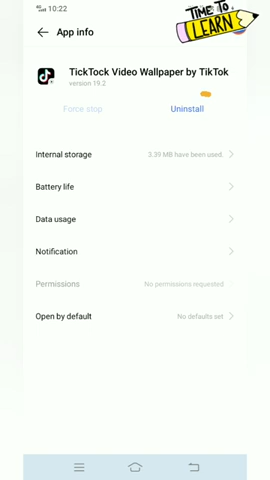 4G 10:22
TIME TO
LEARN
App info
TickTock Video Wallpaper by TikTok
version 19.2
Force stop
Uninstall
Internal storage
3.39 MB have been used.
Battery life
Data usage
Notification
Permissions
No permissions requested
Open by default
No defaults set